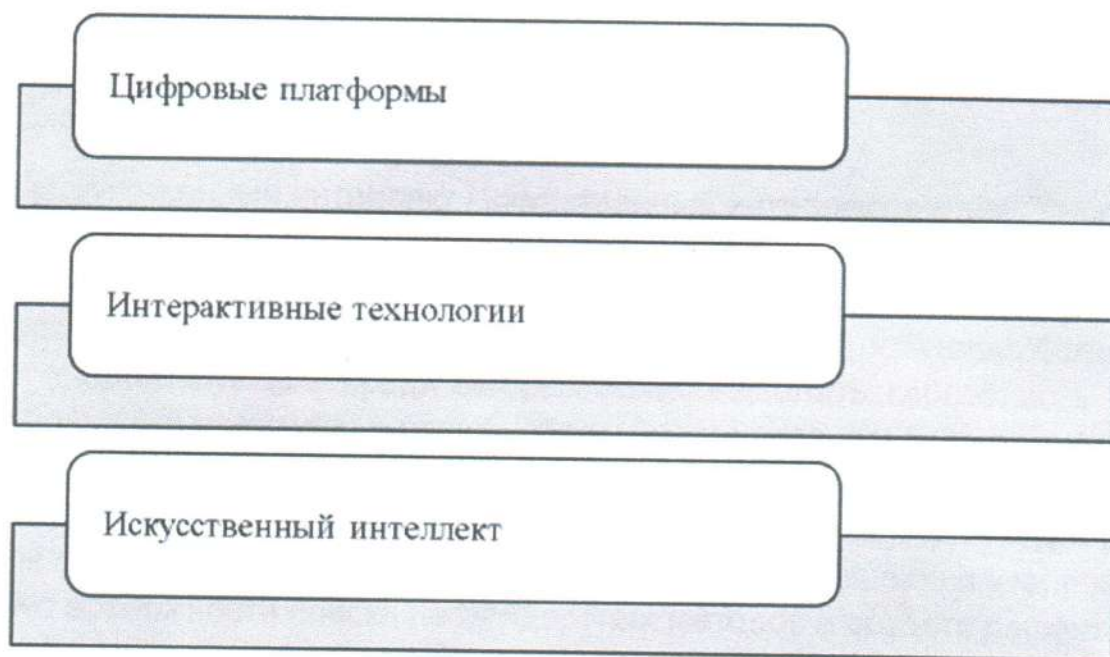 Цифровые платформы
Интерактивные технологии
Искусственный интеллект